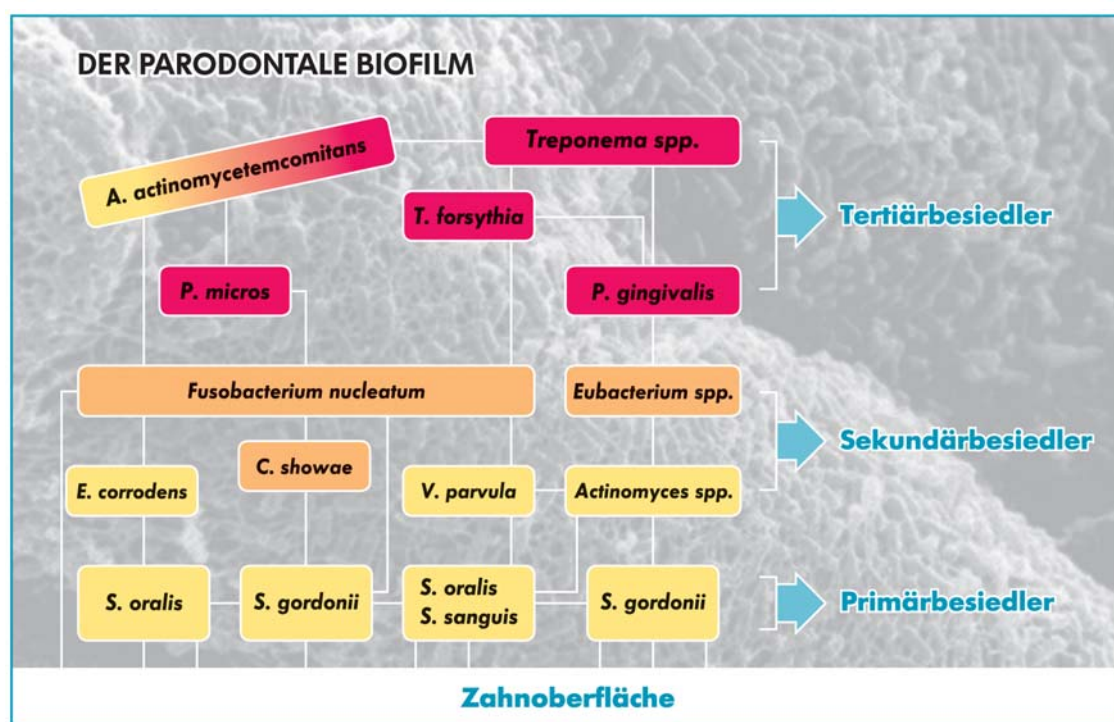 DER PARODONTALE BIOFILM
A. actinomycetemcomitans
Treponema spp.
T. forsythia
Tertiärbesiedler
P. micros
P. gingivalis
Fusobacterium nucleatum
Eubacterium spp.
Sekundärbesiedler
C. showae
E. corrodens
V. parvula
Actinomyces spp.
S. oralis
S. gordonii
S. oralis
S. sanguis
S. gordonii
Primärbesiedler
Zahnoberfläche